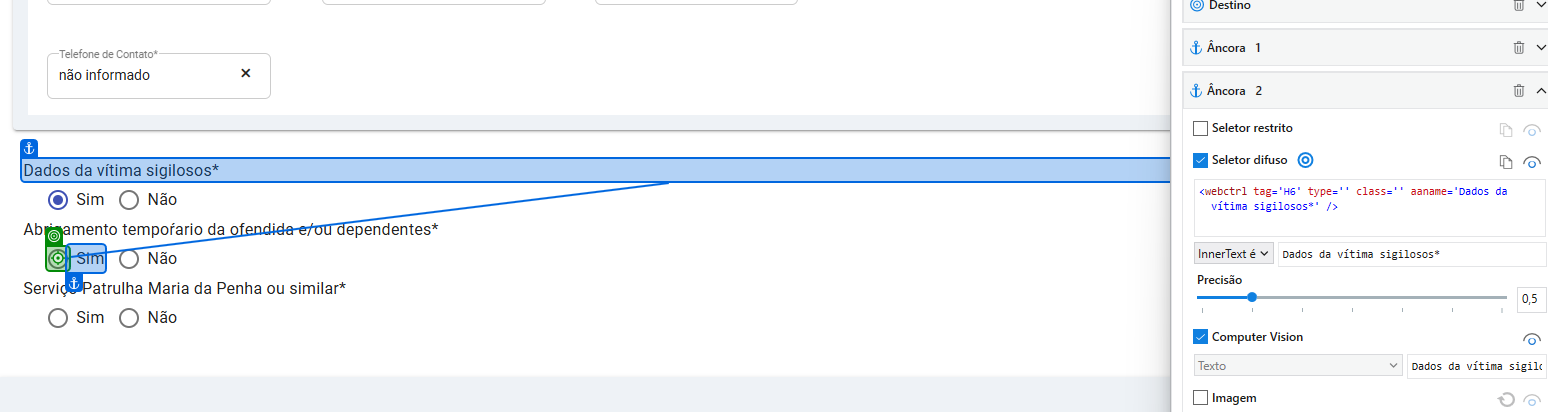 Telefone de Contato*
não informado ×
Dados da vítima sigilosos*
Sim Não
Abrigamento tempoŕario da ofendida e/ou dependentes*
Sim Não
Serviço Patrulha Maria da Penha ou similar*
Sim Não
Destino
Âncora 1
Âncora 2
Seletor restrito
Seletor difuso
<webctrl tag='H6' type='' class='' aaname='Dados da
vítima sigilosos*' />
InnerText é Dados da vítima sigilosos*
Precisão
0,5
Computer Vision
Texto Dados da vítima sigilo
Imagem